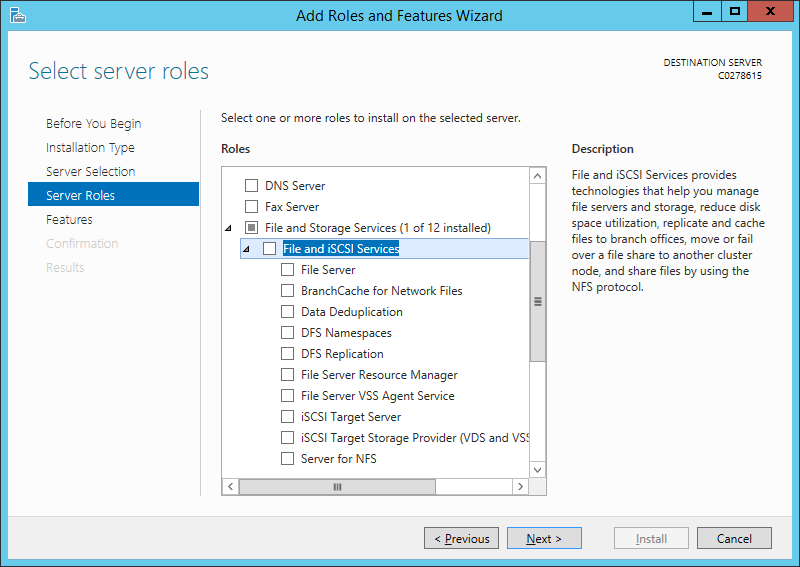 Add Roles and Features Wizard
Select server roles
DESTINATION SERVER
C0278615
Before You Begin
Installation Type
Server Selection
Server Roles
Features
Confirmation
Results
Select one or more roles to install on the selected server.
Roles
DNS Server
Fax Server
File and Storage Services (1 of 12 installed)
File and iSCSI Services
File Server
BranchCache for Network Files
Data Deduplication
DFS Namespaces
DFS Replication
File Server Resource Manager
File Server VSS Agent Service
iSCSI Target Server
iSCSI Target Storage Provider (VDS and VSS
Server for NFS
Description
File and iSCSI Services provides
technologies that help you manage
file servers and storage, reduce disk
space utilization, replicate and cache
files to branch offices, move or fail
over a file share to another cluster
node, and share files by using the
NFS protocol.
< Previous
Next >
Install
Cancel